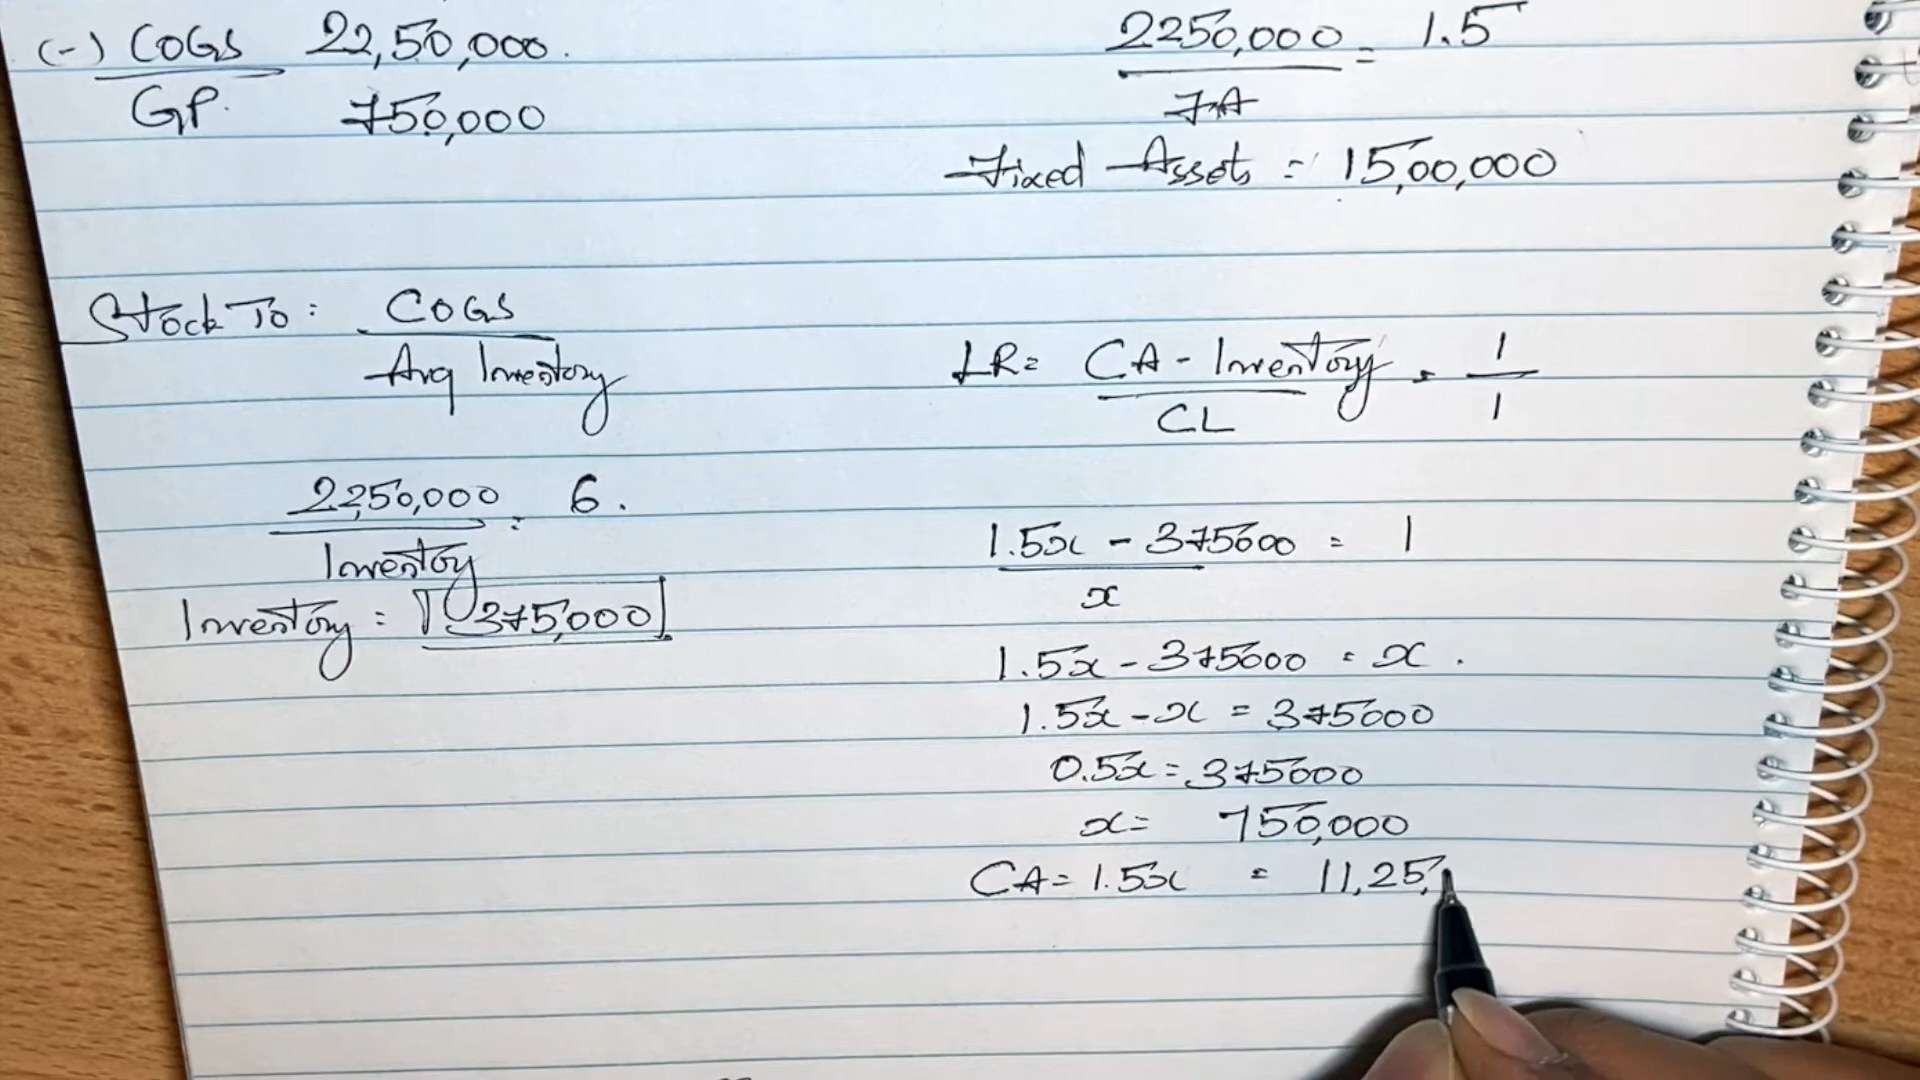 (-) COGS 22,50,000.
GP. 750,000
Stock To: COGS
Avg Inventory
22,50,000 = 6.
Inventory
Inventory = 375,000
2250,000 = 1.5
FA
Fixed Assets = 15,00,000
LR = CA - Inventory = 1
CL 1
1.5x - 375000 = 1
x
1.5x - 375000 = x.
1.5x - x = 375000
0.5x = 375000
x = 750,000
CA = 1.5x = 11,25,